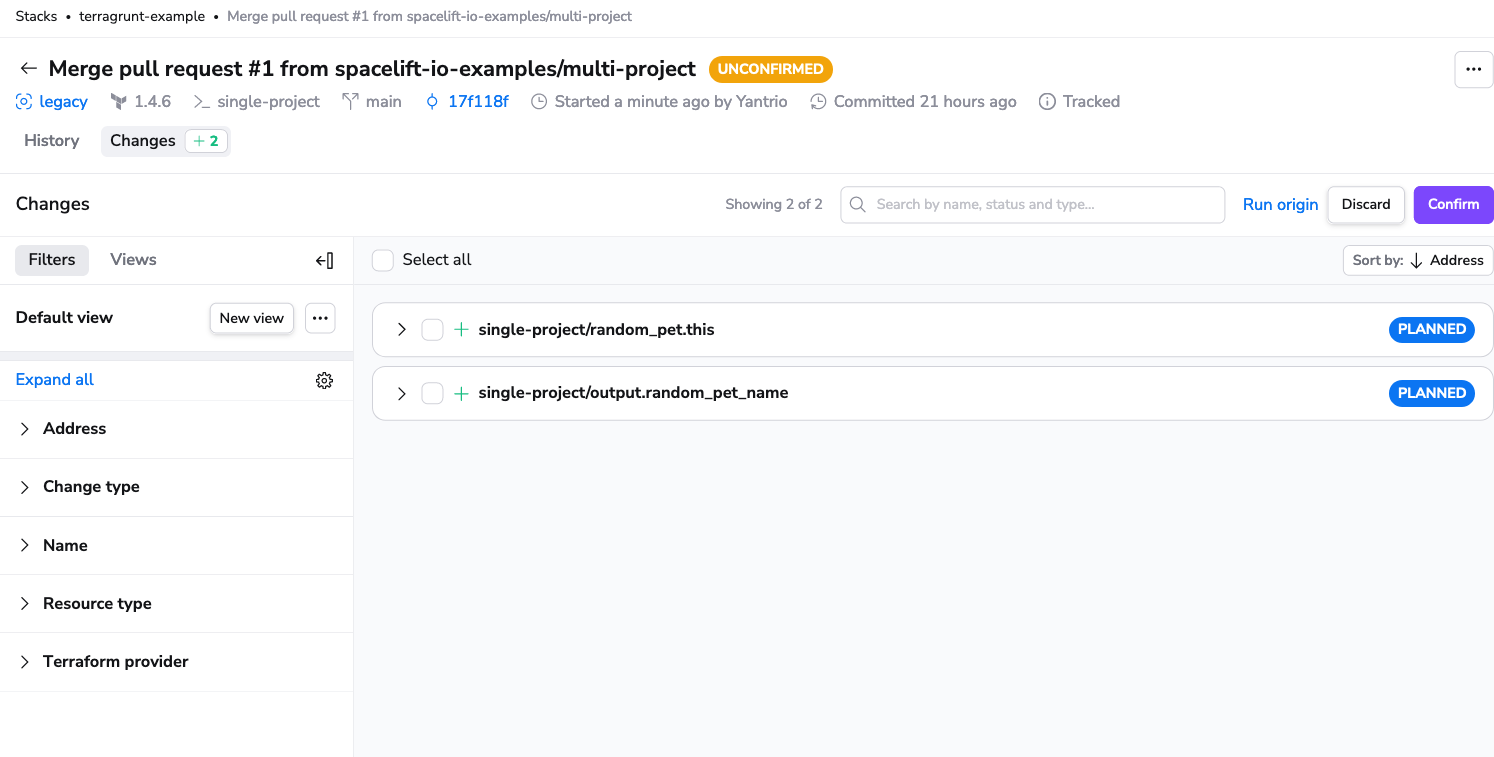 Stacks • terragrunt-example • Merge pull request #1 from spacelift-io-examples/multi-project
Merge pull request #1 from spacelift-io-examples/multi-project UNCONFIRMED
legacy 1.4.6 single-project main 17f118f Started a minute ago by Yantrio Committed 21 hours ago Tracked
History Changes + 2
Changes Showing 2 of 2 Search by name, status and type... Run origin Discard Confirm
Filters Views Select all Sort by: Address
Default view New view
Expand all
Address
Change type
Name
Resource type
Terraform provider
single-project/random_pet.this PLANNED
single-project/output.random_pet_name PLANNED